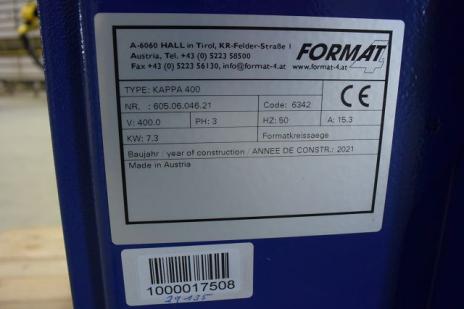 A-6060 HALL in Tirol, KR-Felder-Straße 1
Austria, Tel. +43 (0) 5223 58500
Fax +43 (0) 5223 56130, info@format-4.at
FORMAT 4
www.format-4.at
TYPE: KAPPA 400
NR. : 605.06.046.21 Code: 6342
CE
V: 400.0 PH: 3 HZ: 50 A: 15.3
KW: 7.3 Formatkreissaege
Baujahr / year of construction / ANNEE DE CONSTR.: 2021
Made in Austria
1000017508